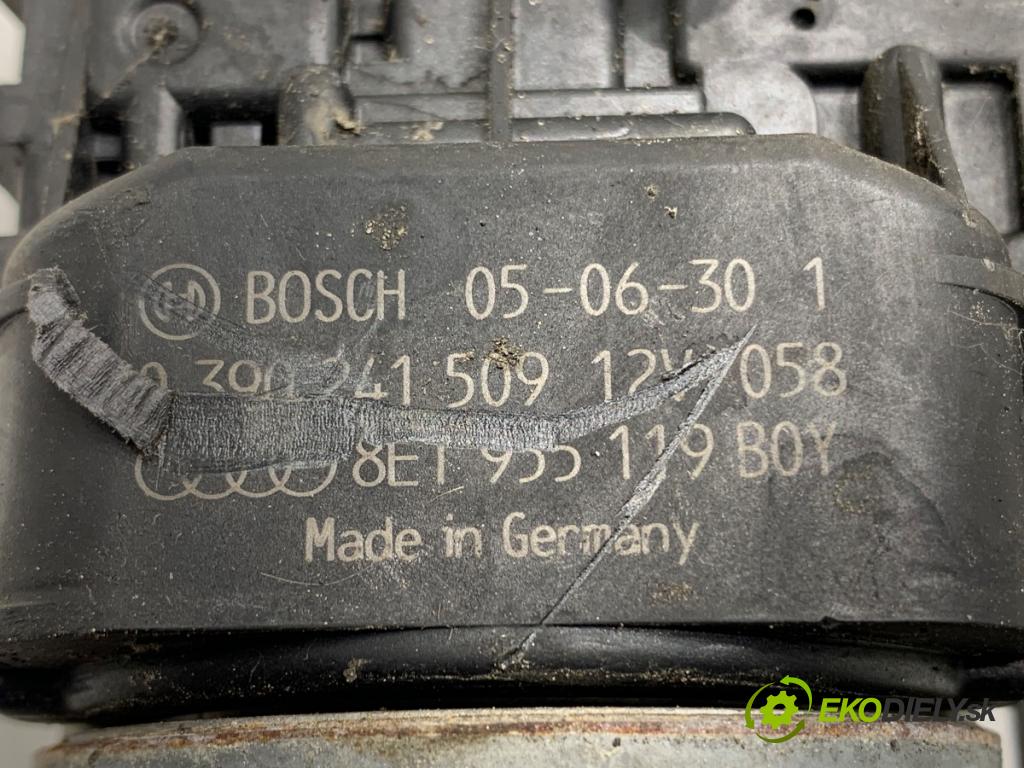 BOSCH 05-06-30 1
0 390 241 509 12V 058
8E1 955 119 B0Y
Made in Germany
EKODIELY.sk